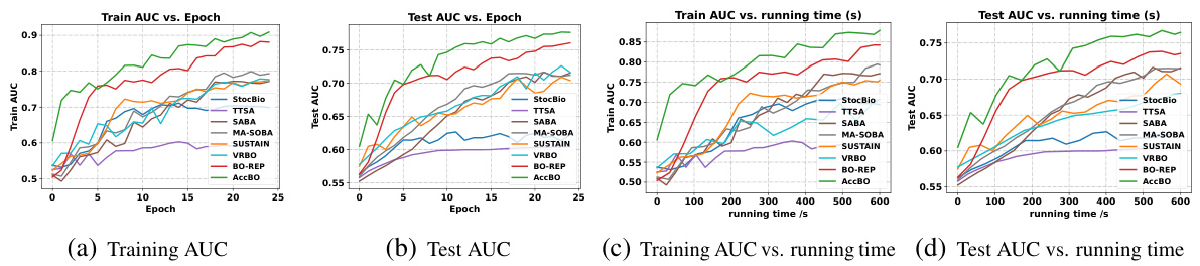 Train AUC vs. Epoch
Train AUC
0.9
0.8
0.7
0.6
0.5
0 5 10 15 20 25
Epoch
StocBio
TTSA
SABA
MA-SOBA
SUSTAIN
VRBO
BO-REP
AccBO
(a) Training AUC
Test AUC vs. Epoch
Test AUC
0.75
0.70
0.65
0.60
0.55
0 5 10 15 20 25
Epoch
StocBio
TTSA
SABA
MA-SOBA
SUSTAIN
VRBO
BO-REP
AccBO
(b) Test AUC
Train AUC vs. running time (s)
Train AUC
0.85
0.80
0.75
0.70
0.65
0.60
0.55
0.50
0 100 200 300 400 500 600
running time /s
StocBio
TTSA
SABA
MA-SOBA
SUSTAIN
VRBO
BO-REP
AccBO
(c) Training AUC vs. running time
Test AUC vs. running time (s)
Test AUC
0.75
0.70
0.65
0.60
0.55
0 100 200 300 400 500 600
running time /s
StocBio
TTSA
SABA
MA-SOBA
SUSTAIN
VRBO
BO-REP
AccBO
(d) Test AUC vs. running time